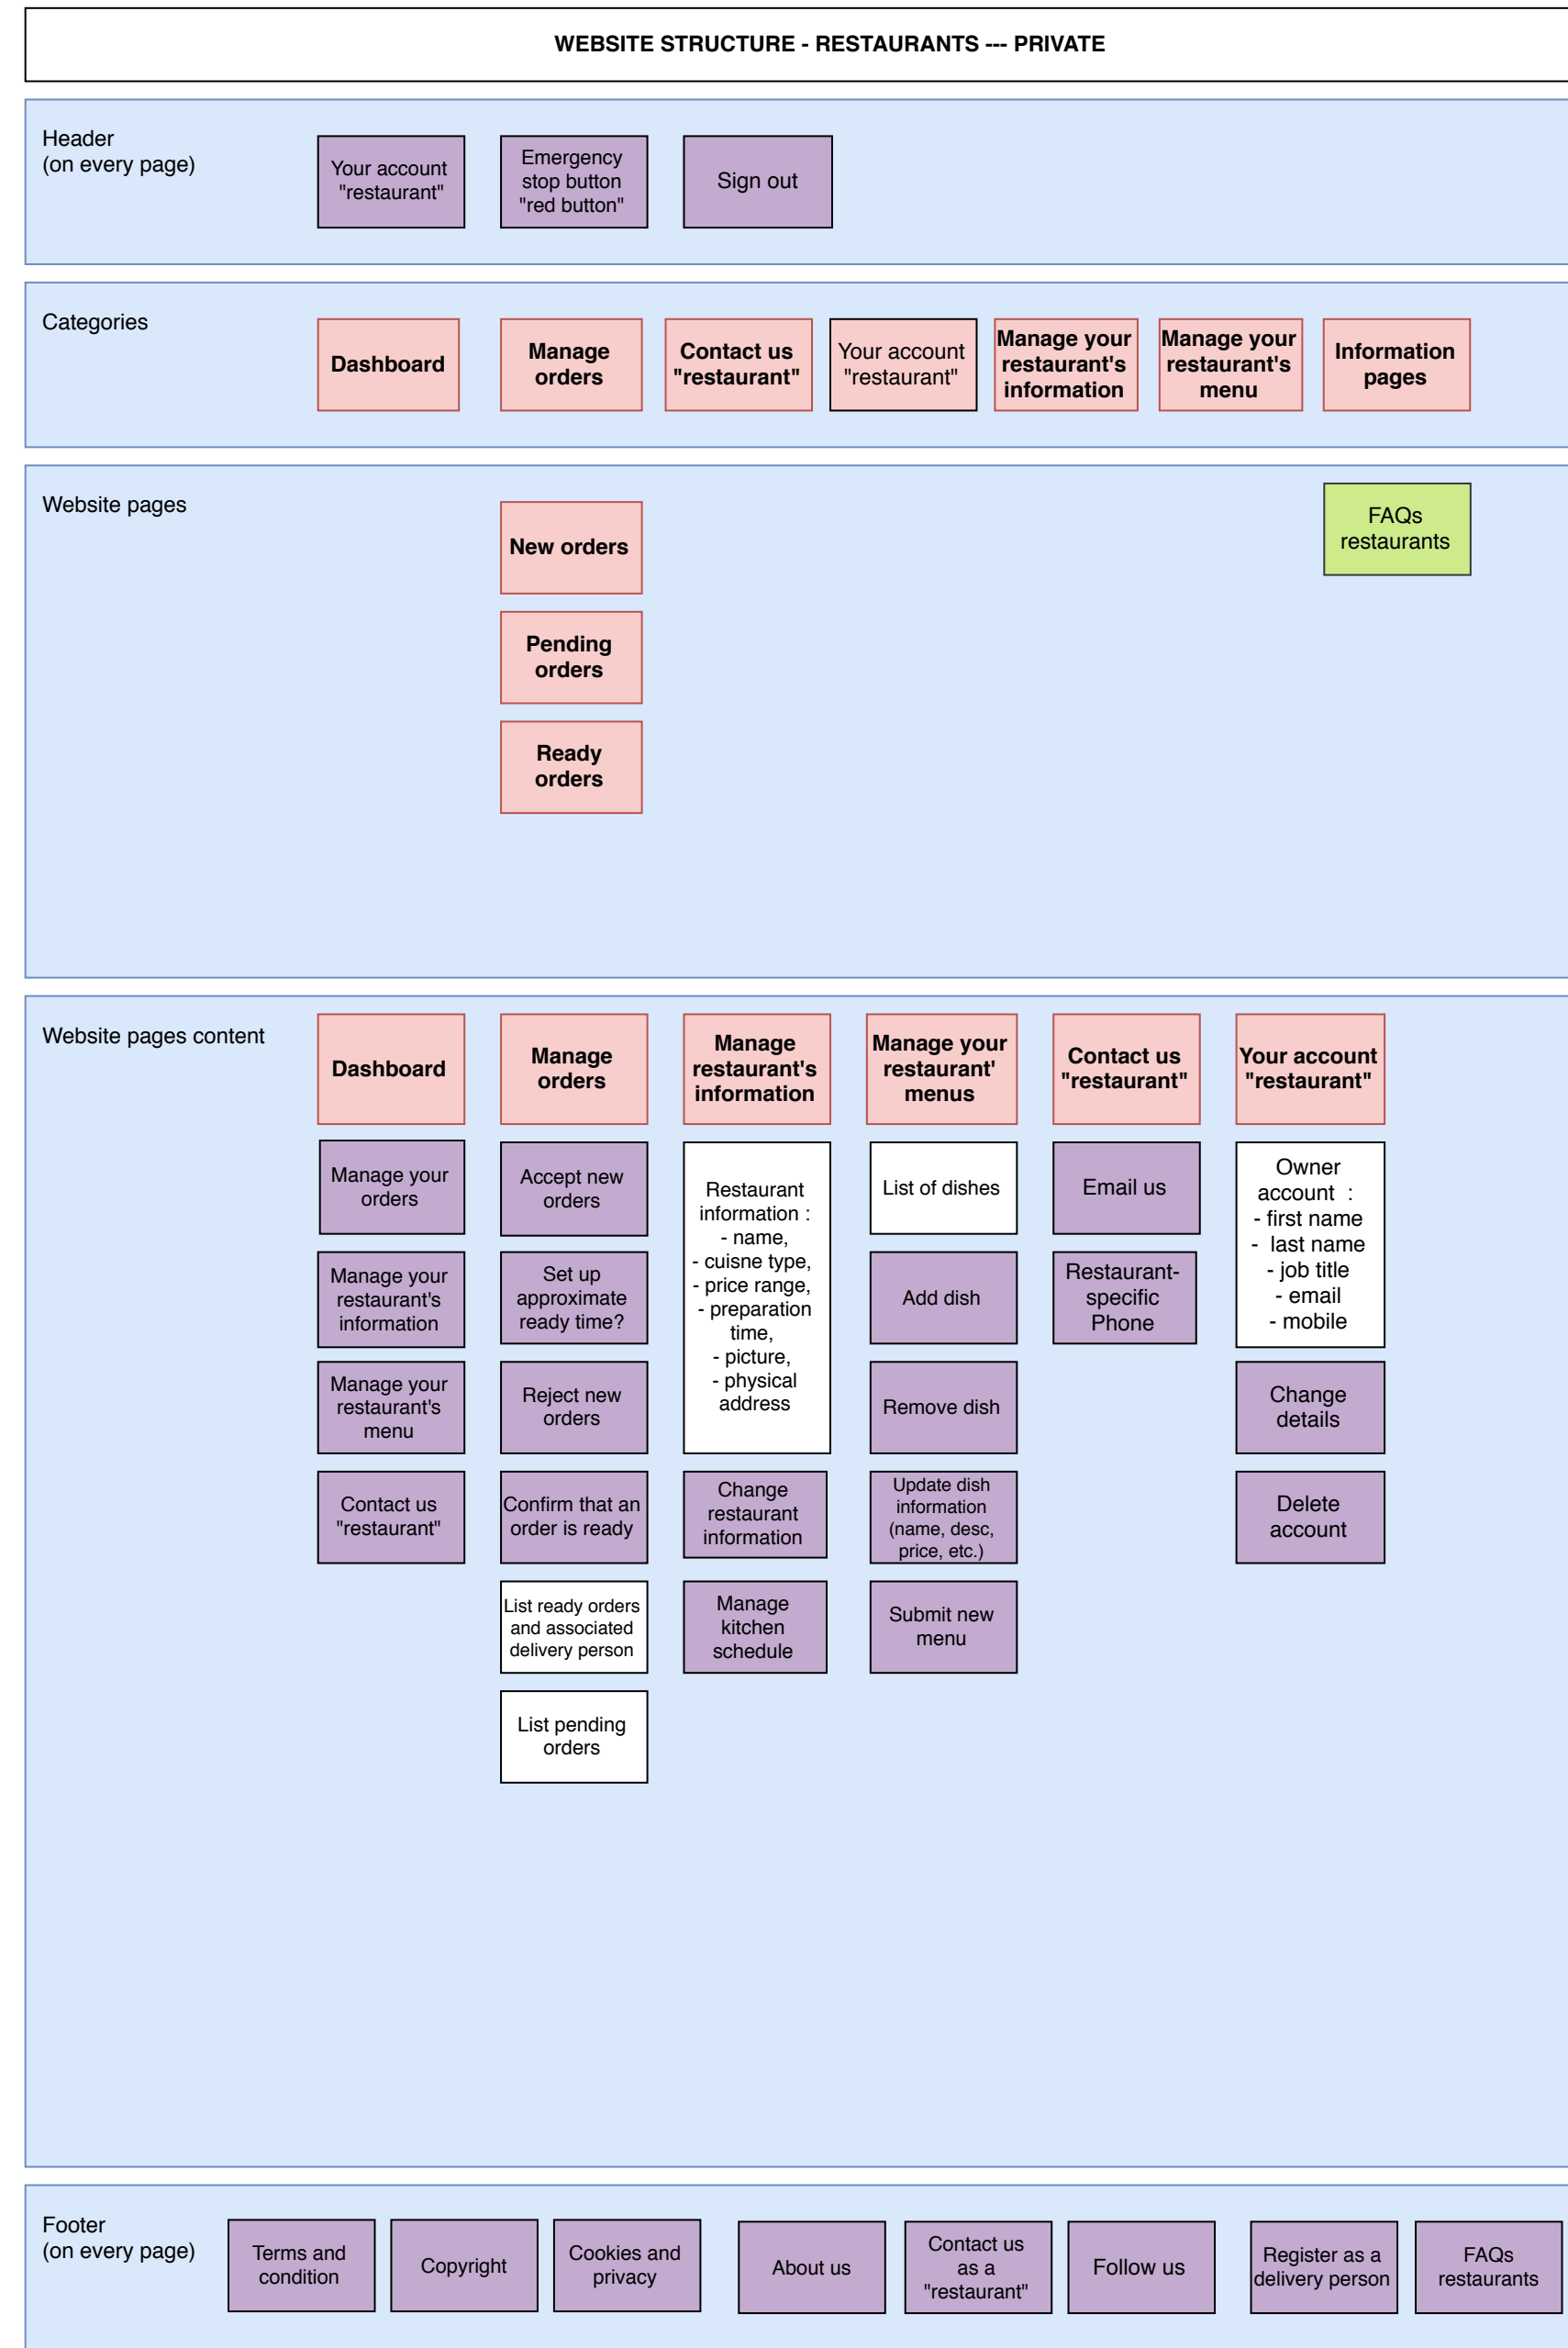 WEBSITE STRUCTURE - RESTAURANTS --- PRIVATE
Header
(on every page)
Your account
"restaurant"
Emergency
stop button
"red button"
Sign out
Categories
Dashboard
Manage
orders
Contact us
"restaurant"
Your account
"restaurant"
Manage your
restaurant's
information
Manage your
restaurant's
menu
Information
pages
Website pages
New orders
Pending
orders
Ready
orders
FAQs
restaurants
Website pages content
Dashboard
Manage your
orders
Manage your
restaurant's
information
Manage your
restaurant's
menu
Contact us
"restaurant"
Manage
orders
Accept new
orders
Set up
approximate
ready time?
Reject new
orders
Confirm that an
order is ready
List ready orders
and associated
delivery person
List pending
orders
Manage
restaurant's
information
Restaurant
information :
- name,
- cuisne type,
- price range,
- preparation
time,
- picture,
- physical
address
Change
restaurant
information
Manage
kitchen
schedule
Manage your
restaurant'
menus
List of dishes
Add dish
Remove dish
Update dish
information
(name, desc,
price, etc.)
Submit new
menu
Contact us
"restaurant"
Email us
Restaurant-
specific
Phone
Your account
"restaurant"
Owner
account :
- first name
- last name
- job title
- email
- mobile
Change
details
Delete
account
Footer
(on every page)
Terms and
condition
Copyright
Cookies and
privacy
About us
Contact us
as a
"restaurant"
Follow us
Register as a
delivery person
FAQs
restaurants